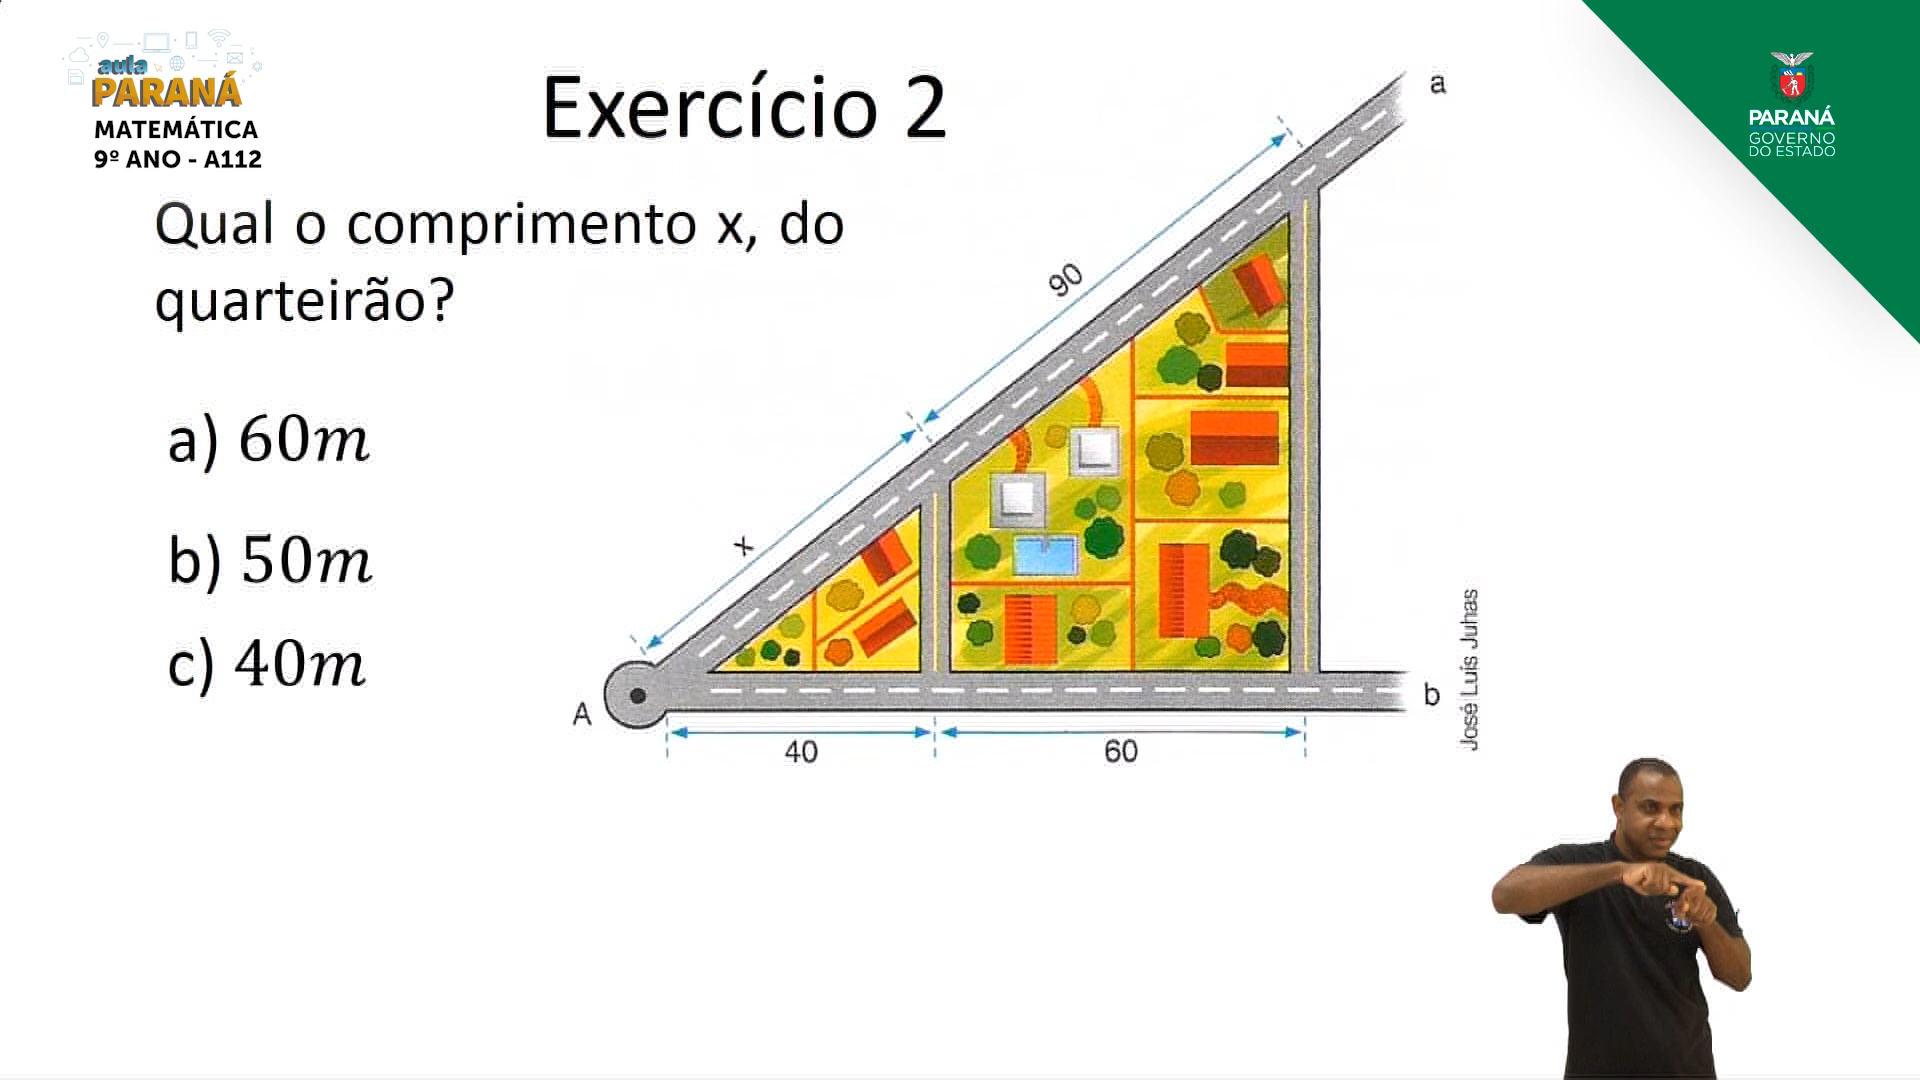 aula
PARANÁ
MATEMÁTICA
9º ANO - A112
Exercício 2
PARANÁ
GOVERNO
DO ESTADO
Qual o comprimento x, do
quarteirão?
a) 60m
b) 50m
c) 40m
a
90
x
A
b
40
60
José Luís Juhas